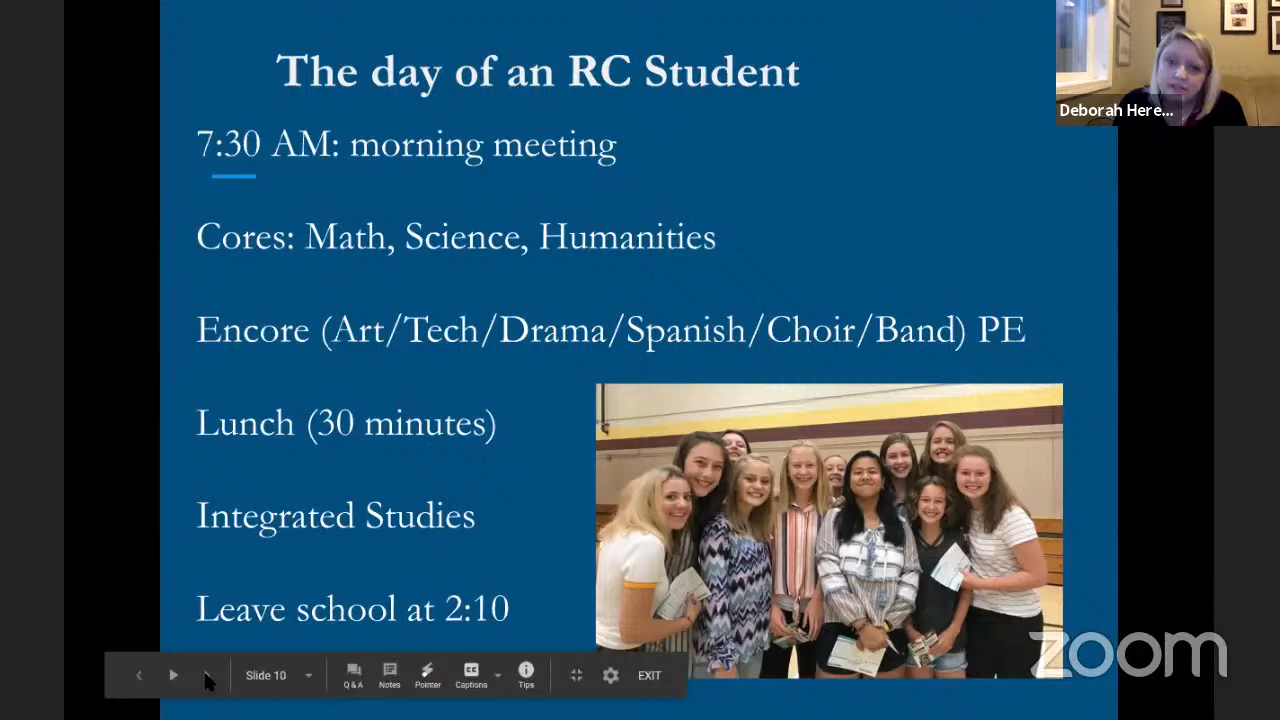 The day of an RC Student
Deborah Here...
7:30 AM: morning meeting
Cores: Math, Science, Humanities
Encore (Art/Tech/Drama/Spanish/Choir/Band) PE
Lunch (30 minutes)
Integrated Studies
Leave school at 2:10
zoom
Slide 10
Q & A
Notes
Pointer
Captions
Tips
EXIT